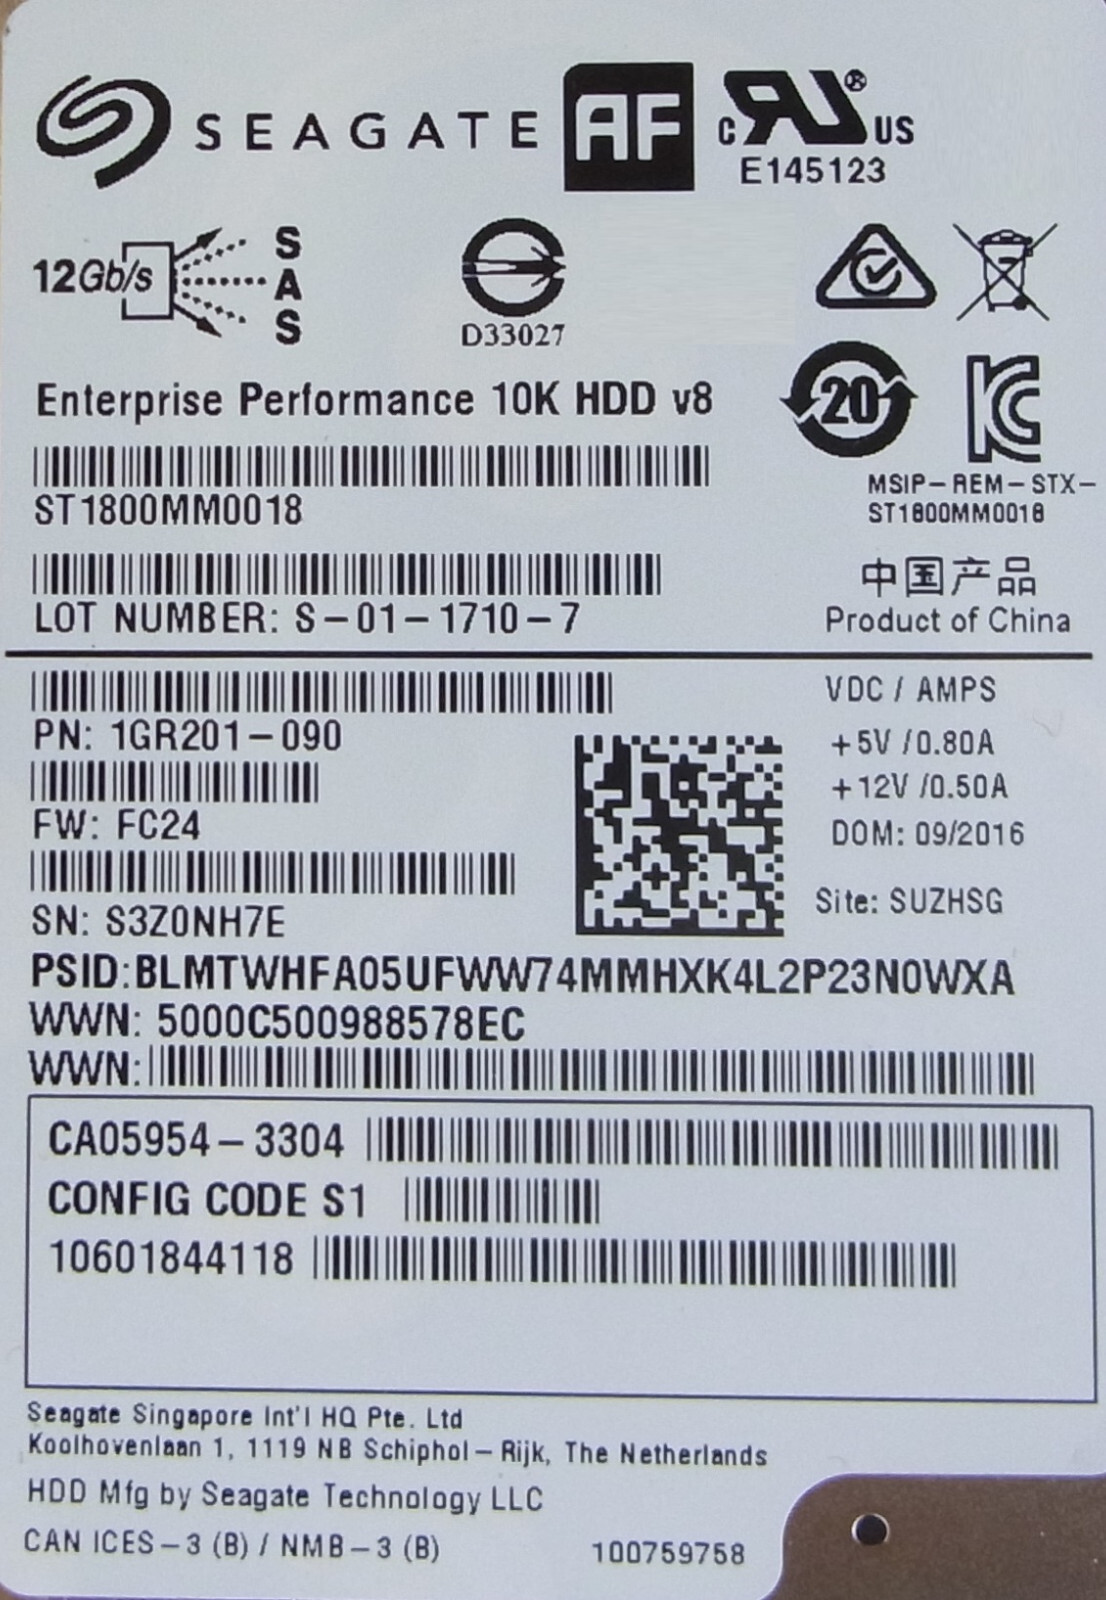 SEAGATE AF c RU® US
E145123
12Gb/s SAS
D33027
Enterprise Performance 10K HDD v8
20
ST1800MM0018
MSIP-REM-STX-
ST1800MM0018
LOT NUMBER: S-01-1710-7
中国产品
Product of China
PN: 1GR201-090
VDC / AMPS
+5V /0.80A
+12V /0.50A
FW: FC24
DOM: 09/2016
SN: S3Z0NH7E
Site: SUZHSG
PSID:BLMTWHFA05UFWW74MMHXK4L2P23N0WXA
WWN: 5000C500988578EC
WWN:
CA05954-3304
CONFIG CODE S1
10601844118
Seagate Singapore Int'l HQ Pte. Ltd
Koolhovenlaan 1, 1119 NB Schiphol-Rijk, The Netherlands
HDD Mfg by Seagate Technology LLC
CAN ICES-3 (B) / NMB-3 (B)
100759758